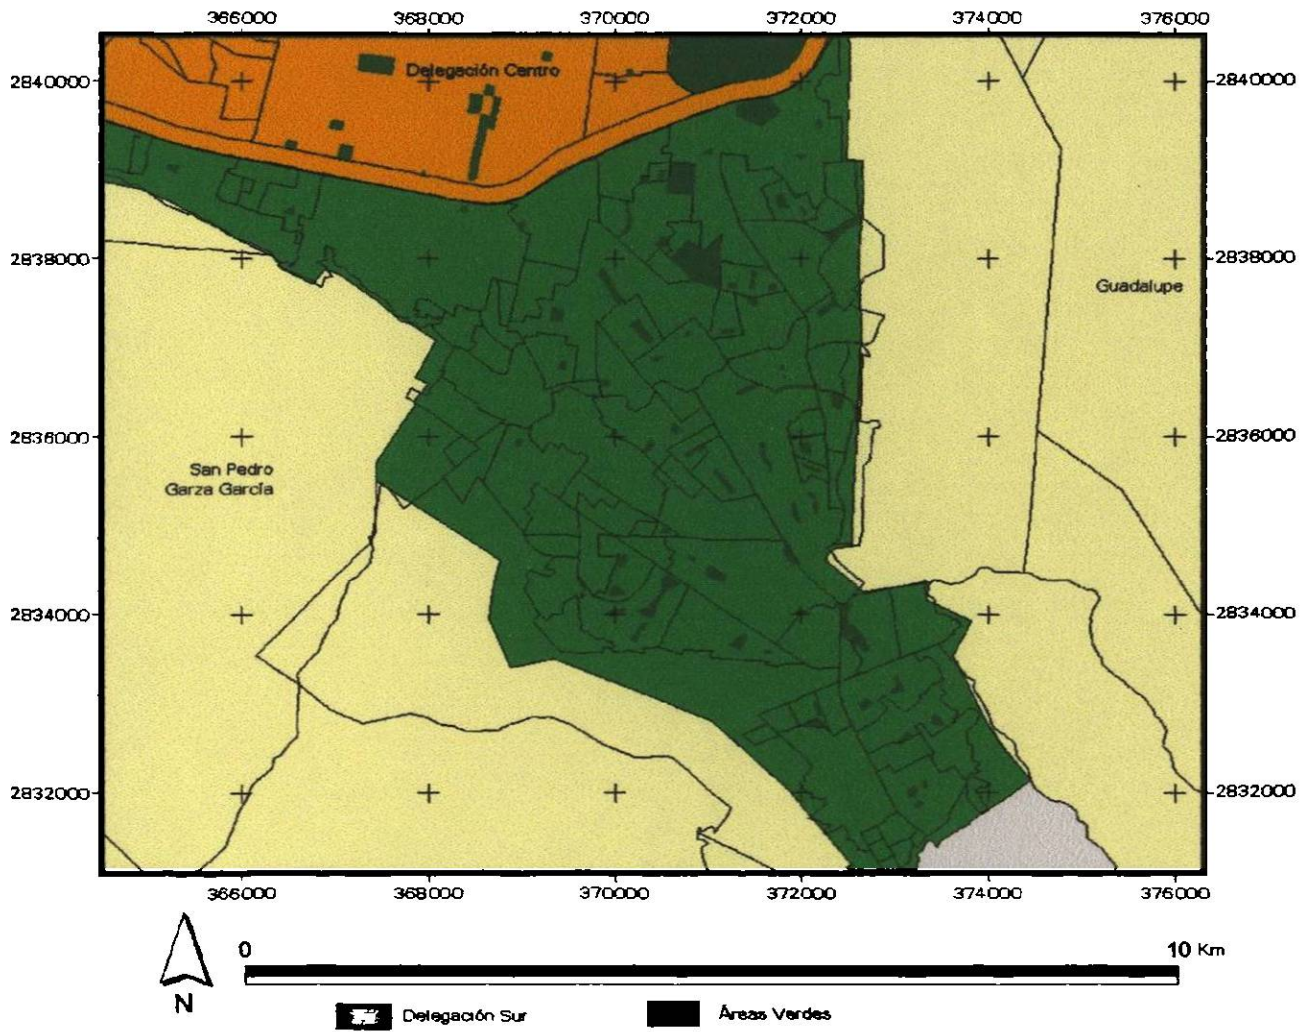 366000 368000 370000 372000 374000 376000
2840000 Delegación Centro 2840000
2838000 2838000
Guadalupe
2836000 2836000
San Pedro
Garza García
2834000 2834000
2832000 2832000
366000 368000 370000 372000 374000 376000
0 10 Km
N
Delegación Sur Áreas Verdes